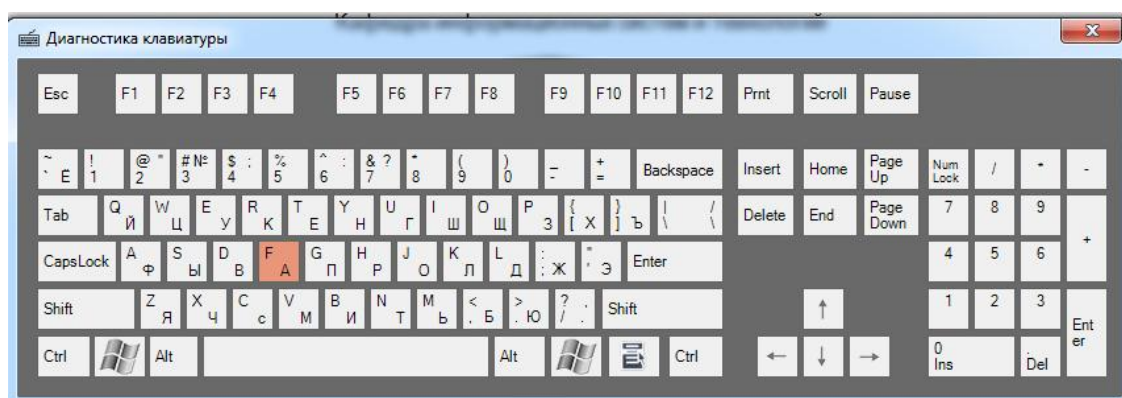 Диагностика клавиатуры
Esc F1 F2 F3 F4 F5 F6 F7 F8 F9 F10 F11 F12 Prnt Scroll Pause
~ ` Ё ! 1 @ " 2 # № 3 $ ; 4 % 5 ^ : 6 & ? 7 * 8 ( 9 ) 0 _ - + = Backspace Insert Home Page Up Num Lock / * -
Tab Q Й W Ц E У R К T Е Y Н U Г I Ш O Щ P З { [ Х } ] Ъ | \ / \ Delete End Page Down 7 8 9 +
CapsLock A Ф S Ы D В F А G П H Р J О K Л L Д : ; Ж " ' Э Enter 4 5 6
Shift Z Я X Ч C с V М B И N Т M Ь < , Б > . Ю ? / . Shift ↑ 1 2 3 Ent er
Ctrl Alt Alt Ctrl ← ↓ → 0 Ins . Del